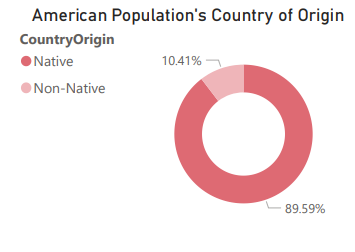 American Population's Country of Origin
CountryOrigin
Native
Non-Native
10.41%
89.59%